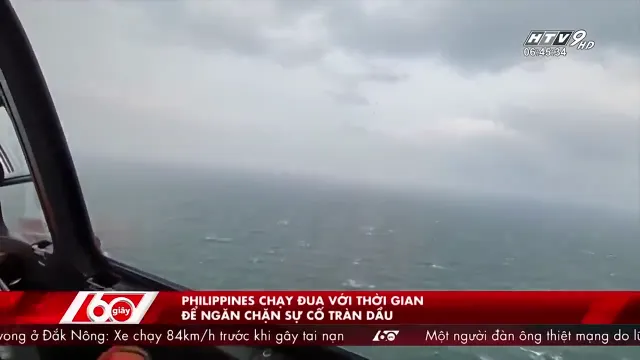 HTV9 HD
06:45:34
60 giây
PHILIPPINES CHẠY ĐUA VỚI THỜI GIAN
ĐỂ NGĂN CHẶN SỰ CỐ TRÀN DẦU
vong ở Đắk Nông: Xe chạy 84km/h trước khi gây tai nạn 60 Một người đàn ông thiệt mạng do